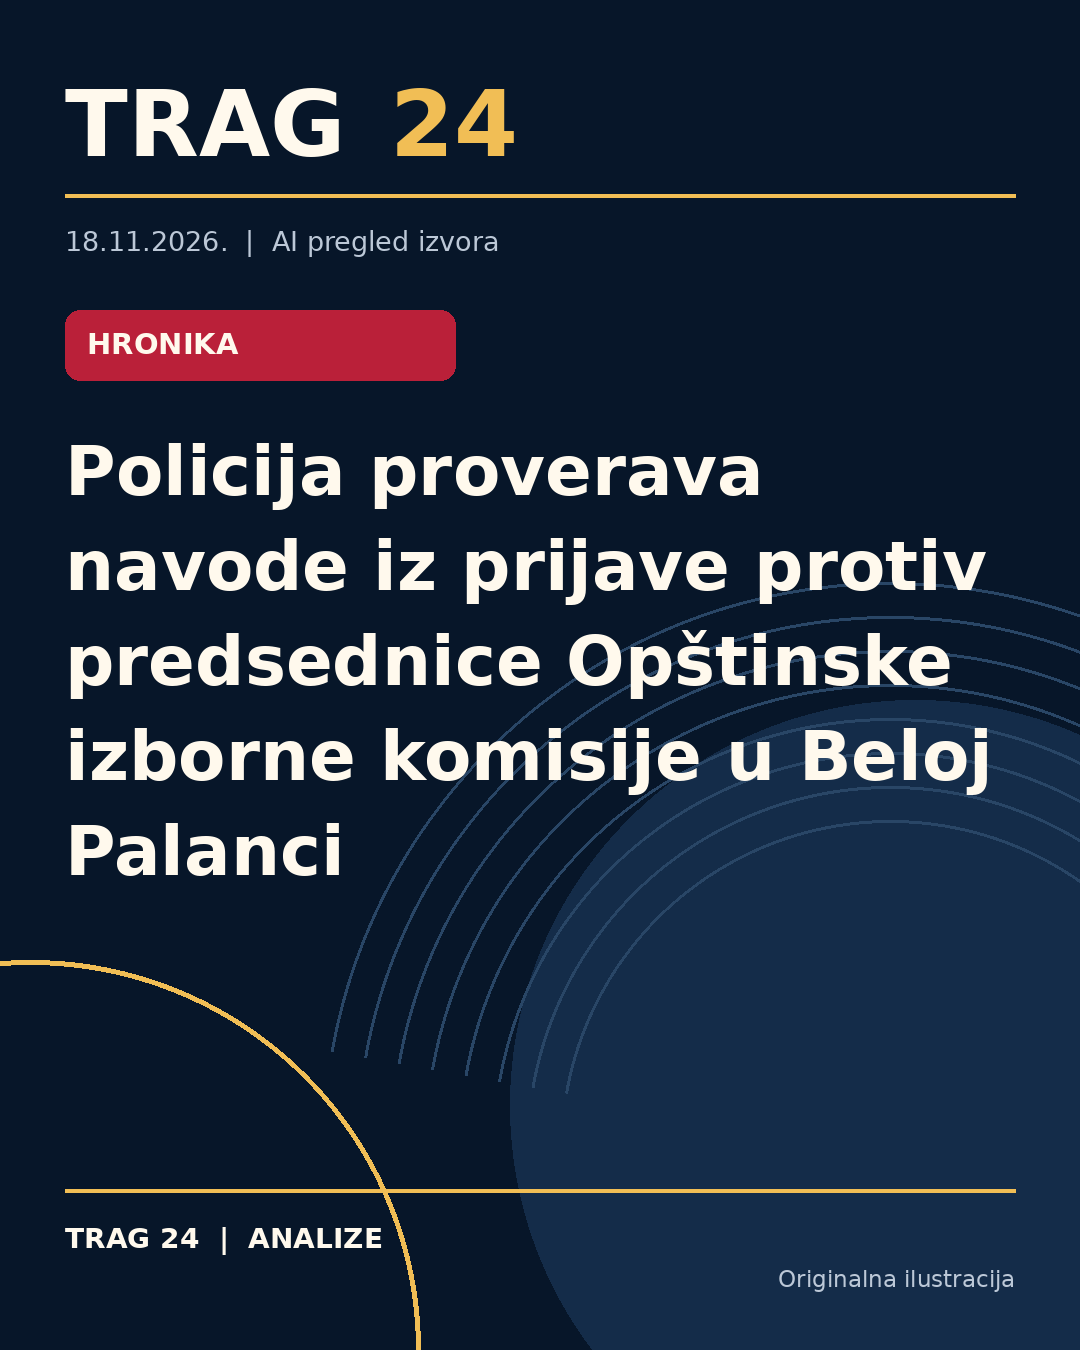 TRAG 24
18.11.2026. | AI pregled izvora
HRONIKA
Policija proverava
navode iz prijave protiv
predsednice Opštinske
izborne komisije u Beloj
Palanci
TRAG 24 | ANALIZE
Originalna ilustracija